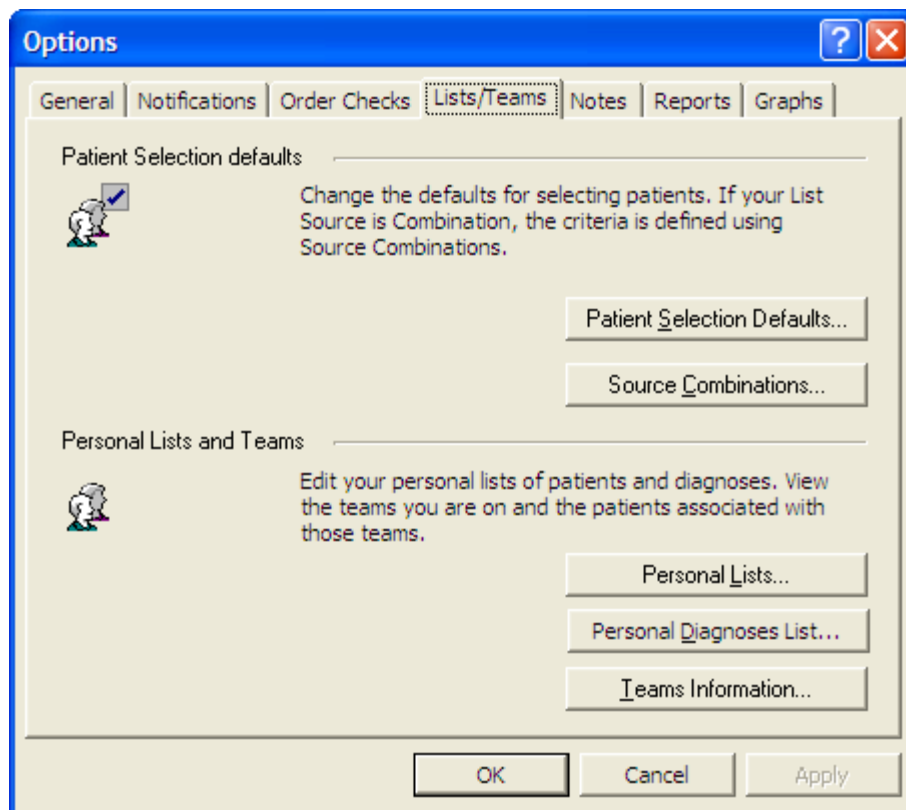 Options
General Notifications Order Checks Lists/Teams Notes Reports Graphs
Patient Selection defaults
Change the defaults for selecting patients. If your List
Source is Combination, the criteria is defined using
Source Combinations.
Patient Selection Defaults...
Source Combinations...
Personal Lists and Teams
Edit your personal lists of patients and diagnoses. View
the teams you are on and the patients associated with
those teams.
Personal Lists...
Personal Diagnoses List...
Teams Information...
OK Cancel Apply